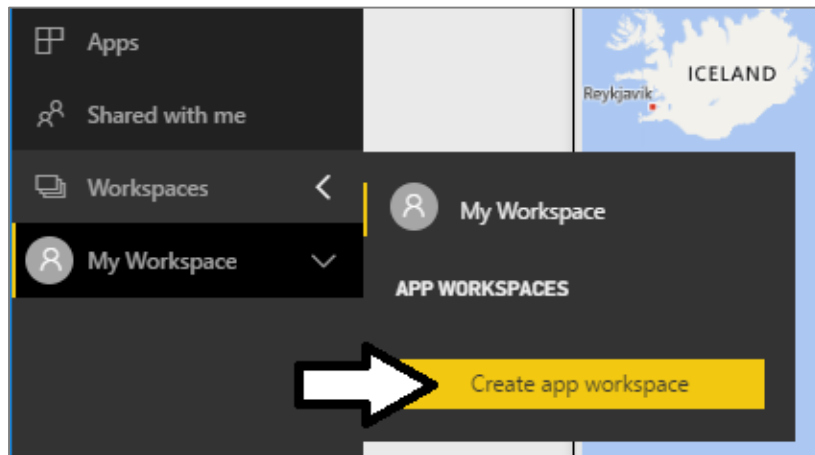 Apps
Shared with me
Workspaces
My Workspace
My Workspace
APP WORKSPACES
Create app workspace
ICELAND
Reykjavik